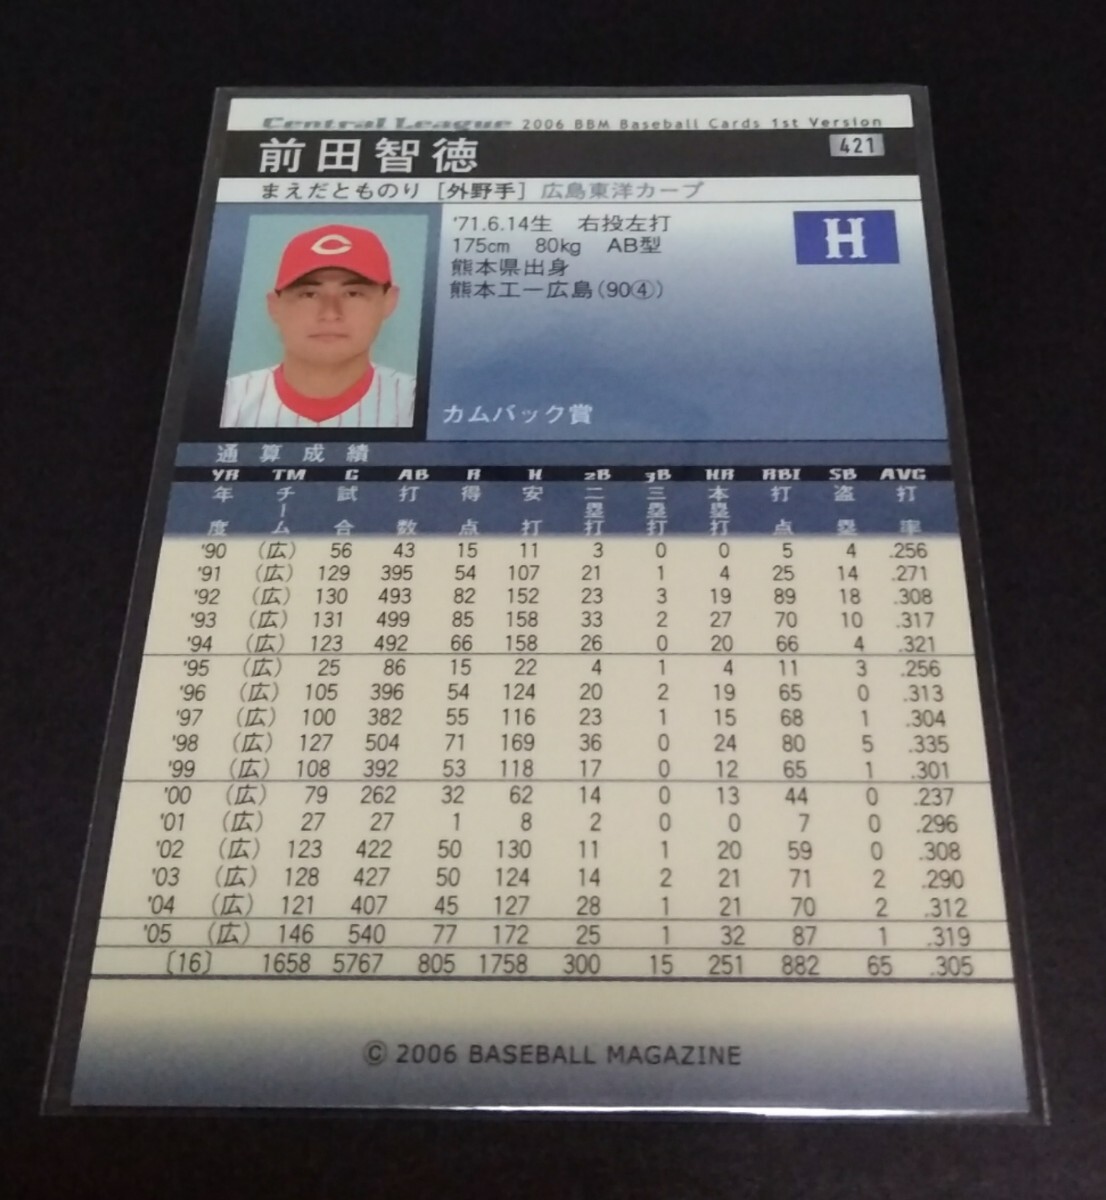 Central League 2006 BBM Baseball Cards 1st Version
前田智徳 421
まえだとものり [外野手] 広島東洋カープ
'71.6.14生 右投左打
175cm 80kg AB型
熊本県出身
熊本工ー広島(90④)
H
C
カムバック賞
通算成績
YR TM G AB R H 2B 3B HR RBI SB AVG
年度 チーム 試合 打数 得点 安打 二塁打 三塁打 本塁打 打点 盗塁 打率
'90 (広) 56 43 15 11 3 0 0 5 4 .256
'91 (広) 129 395 54 107 21 1 4 25 14 .271
'92 (広) 130 493 82 152 23 3 19 89 18 .308
'93 (広) 131 499 85 158 33 2 27 70 10 .317
'94 (広) 123 492 66 158 26 0 20 66 4 .321
'95 (広) 25 86 15 22 4 1 4 11 3 .256
'96 (広) 105 396 54 124 20 2 19 65 0 .313
'97 (広) 100 382 55 116 23 1 15 68 1 .304
'98 (広) 127 504 71 169 36 0 24 80 5 .335
'99 (広) 108 392 53 118 17 0 12 65 1 .301
'00 (広) 79 262 32 62 14 0 13 44 0 .237
'01 (広) 27 27 1 8 2 0 0 7 0 .296
'02 (広) 123 422 50 130 11 1 20 59 0 .308
'03 (広) 128 427 50 124 14 2 21 71 2 .290
'04 (広) 121 407 45 127 28 1 21 70 2 .312
'05 (広) 146 540 77 172 25 1 32 87 1 .319
〔16〕 1658 5767 805 1758 300 15 251 882 65 .305
© 2006 BASEBALL MAGAZINE